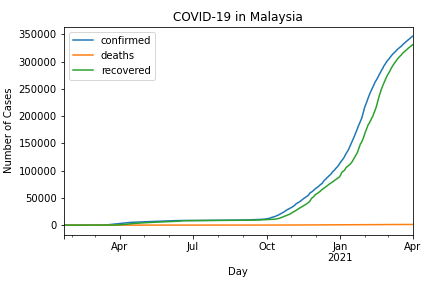 COVID-19 in Malaysia
confirmed
deaths
recovered
Number of Cases
350000
300000
250000
200000
150000
100000
50000
0
Apr
Jul
Oct
Jan
2021
Apr
Day